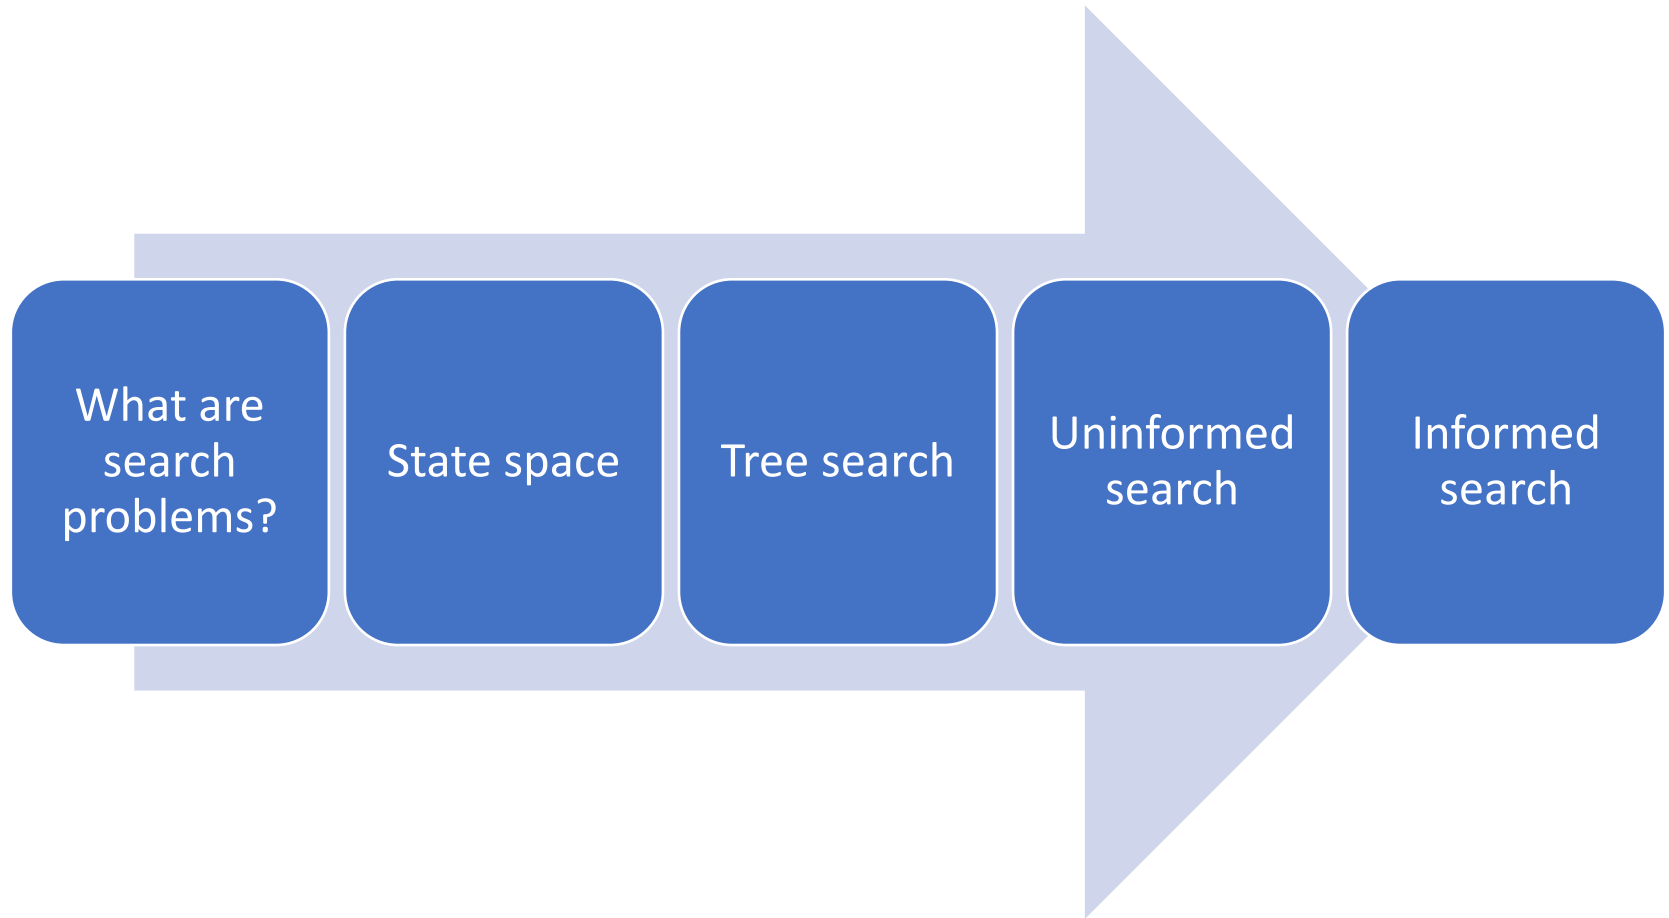 What are
search
problems?
State space
Tree search
Uninformed
search
Informed
search